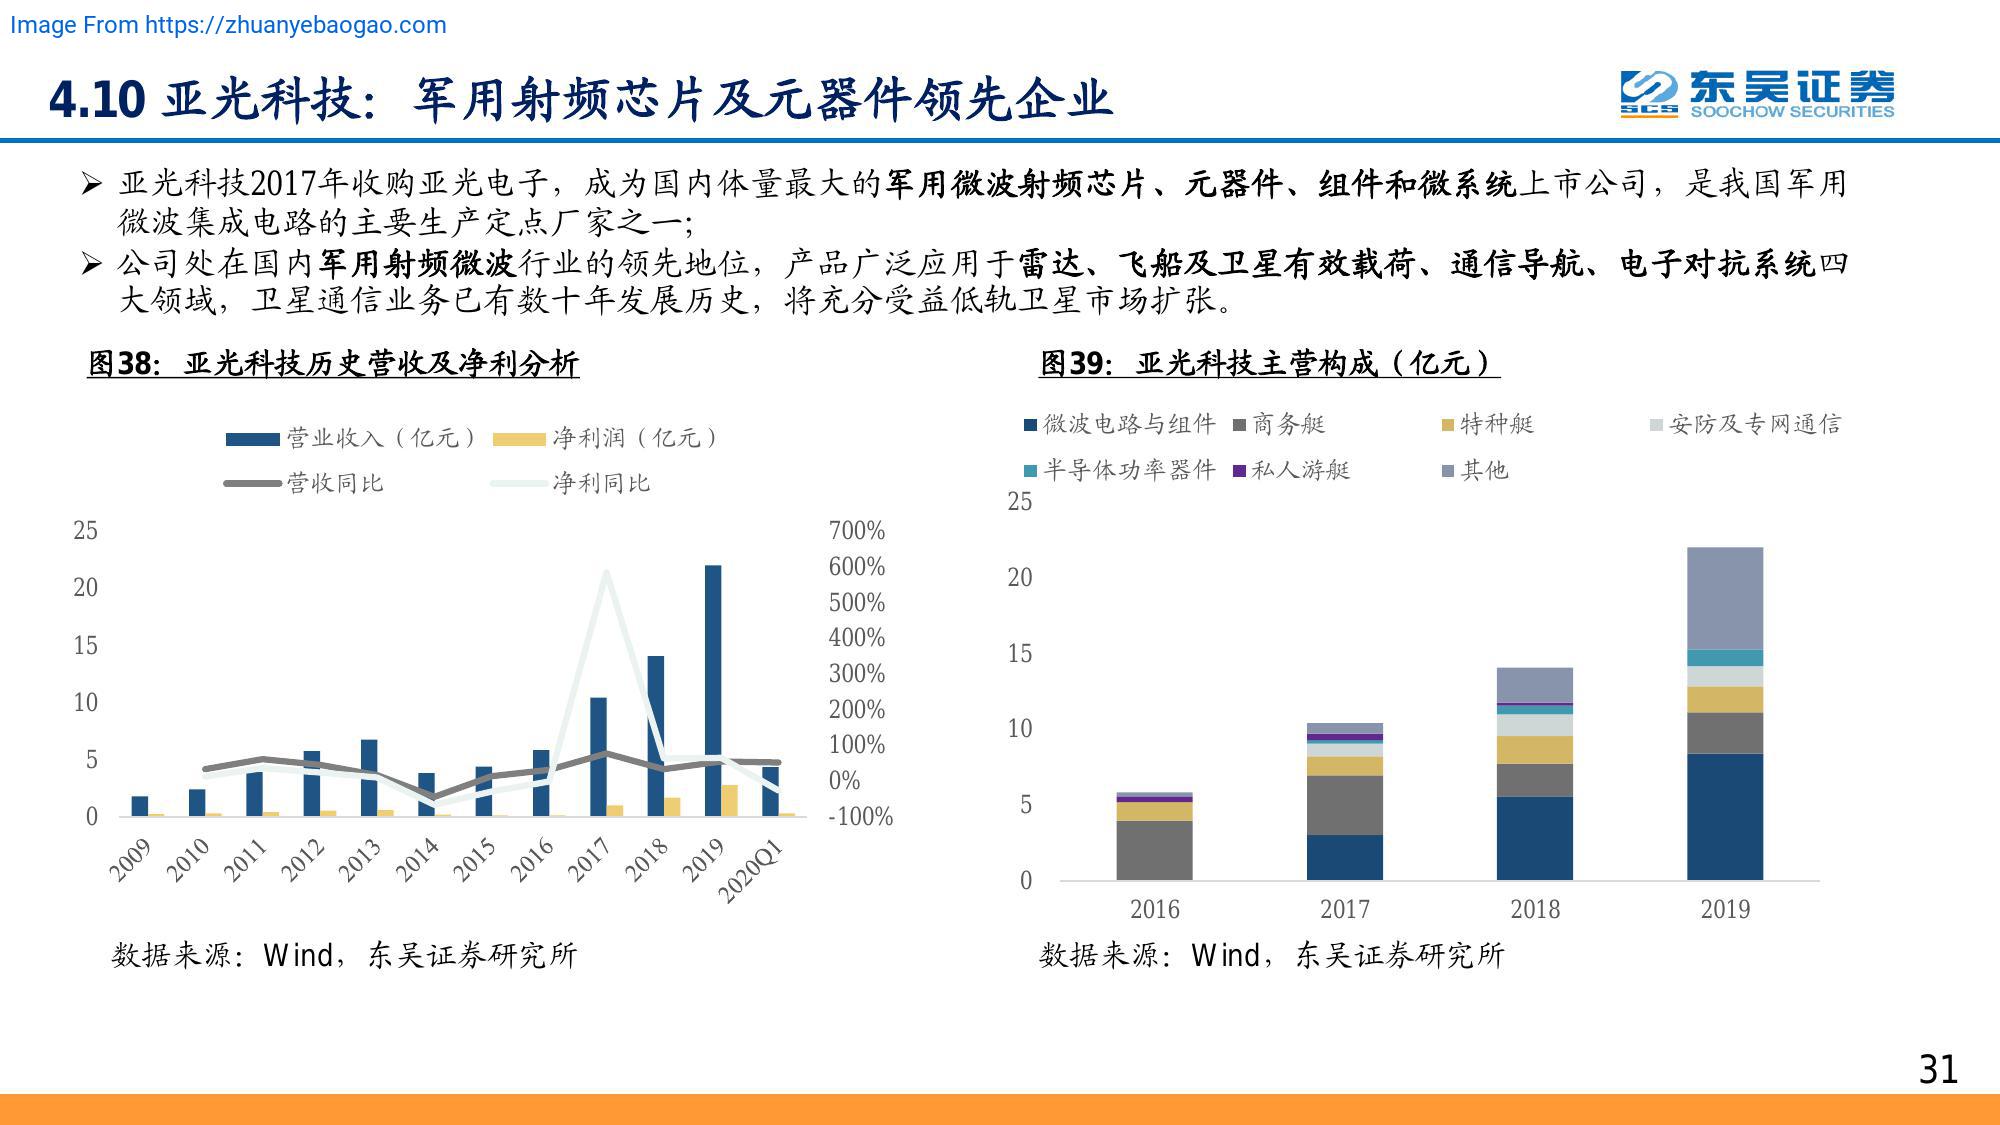 Image From https://zhuanyebaogao.com
4.10 亚光科技：军用射频芯片及元器件领先企业
东吴证券
SCS
SOOCHOW SECURITIES
➢ 亚光科技2017年收购亚光电子，成为国内体量最大的军用微波射频芯片、元器件、组件和微系统上市公司，是我国军用
微波集成电路的主要生产定点厂家之一；
➢ 公司处在国内军用射频微波行业的领先地位，产品广泛应用于雷达、飞船及卫星有效载荷、通信导航、电子对抗系统四
大领域，卫星通信业务已有数十年发展历史，将充分受益低轨卫星市场扩张。
图38：亚光科技历史营收及净利分析
营业收入（亿元） 净利润（亿元）
营收同比 净利同比
25
20
15
10
5
0
700%
600%
500%
400%
300%
200%
100%
0%
-100%
2009 2010 2011 2012 2013 2014 2015 2016 2017 2018 2019 2020Q1
数据来源：Wind，东吴证券研究所
图39：亚光科技主营构成（亿元）
微波电路与组件 商务艇 特种艇 安防及专网通信
半导体功率器件 私人游艇 其他
25
20
15
10
5
0
2016 2017 2018 2019
数据来源：Wind，东吴证券研究所
31